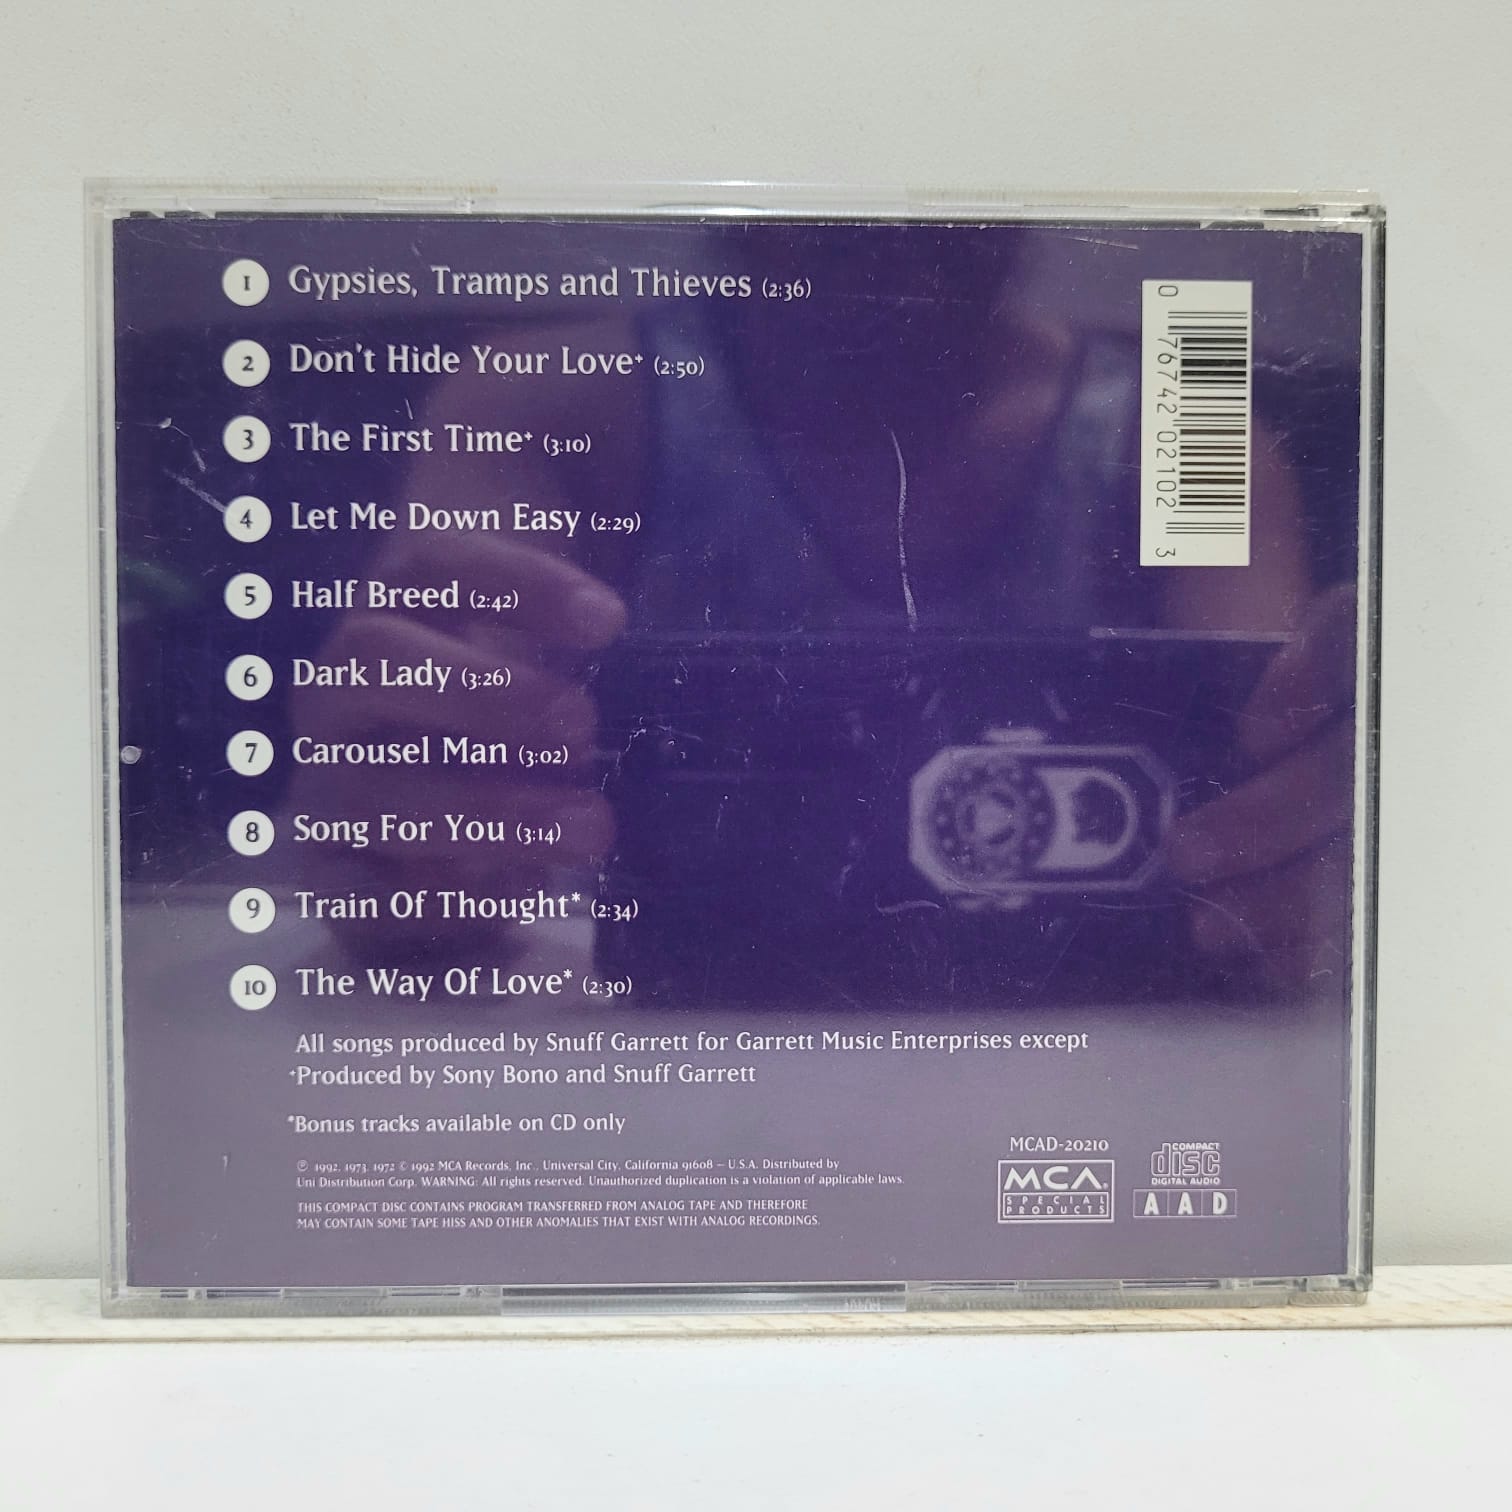 1 Gypsies, Tramps and Thieves (2:36)
2 Don't Hide Your Love+ (2:50)
3 The First Time+ (3:10)
4 Let Me Down Easy (2:29)
5 Half Breed (2:42)
6 Dark Lady (3:26)
7 Carousel Man (3:02)
8 Song For You (3:14)
9 Train Of Thought* (2:34)
10 The Way Of Love* (2:30)
All songs produced by Snuff Garrett for Garrett Music Enterprises except
+Produced by Sony Bono and Snuff Garrett
*Bonus tracks available on CD only
℗ 1992, 1973, 1972 © 1992 MCA Records, Inc., Universal City, California 91608 – U.S.A. Distributed by
Uni Distribution Corp. WARNING: All rights reserved. Unauthorized duplication is a violation of applicable laws.
THIS COMPACT DISC CONTAINS PROGRAM TRANSFERRED FROM ANALOG TAPE AND THEREFORE
MAY CONTAIN SOME TAPE HISS AND OTHER ANOMALIES THAT EXIST WITH ANALOG RECORDINGS.
0 76742 02102 3
MCAD-20210
MCA®
SPECIAL
PRODUCTS
COMPACT
disc
DIGITAL AUDIO
AAD